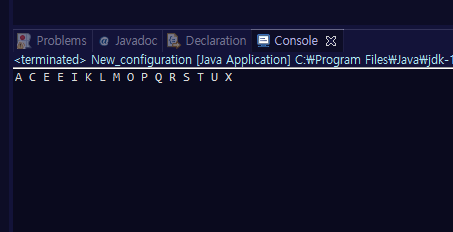 Problems @ Javadoc Declaration Console
<terminated> New_configuration [Java Application] C:₩Program Files₩Java₩jdk-1
A C E E I K L M O P Q R S T U X